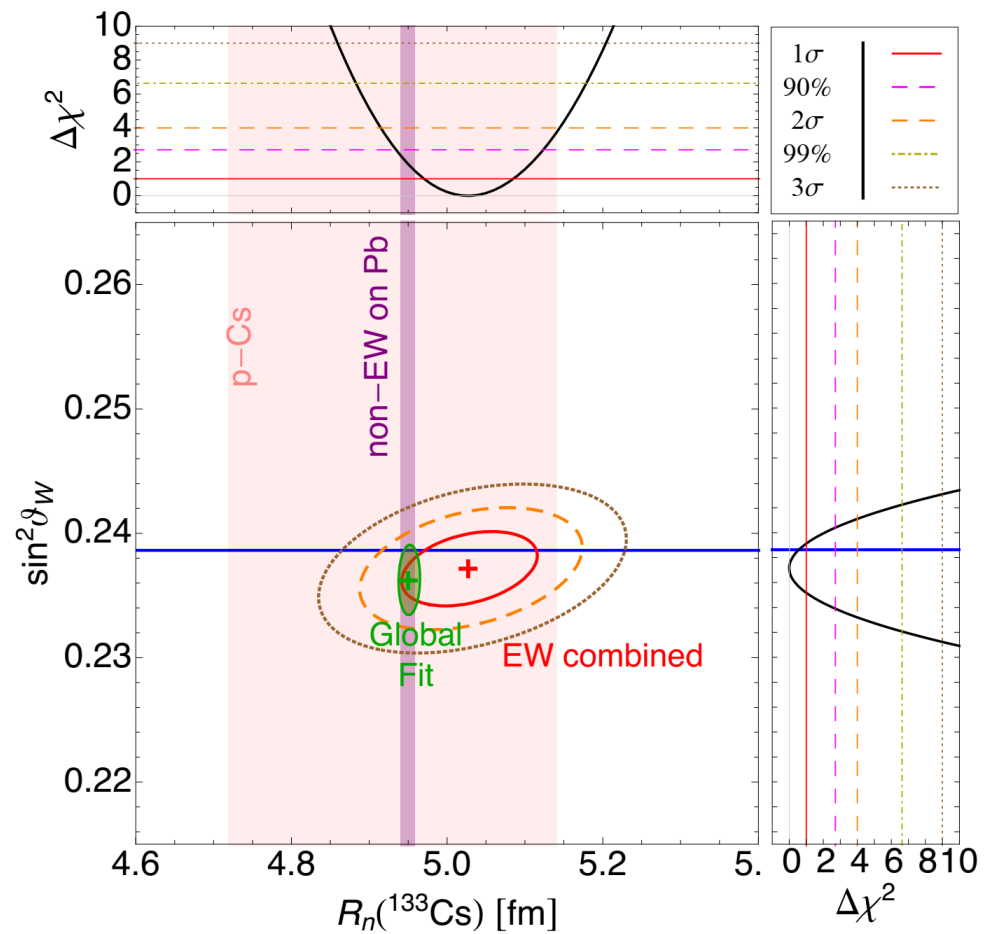 10
8
6
4
2
0
Δχ²
1σ
90%
2σ
99%
3σ
0.26
0.25
0.24
0.23
0.22
sin²ϑ_W
p−Cs
non−EW on Pb
Global
Fit
EW combined
4.6 4.8 5.0 5.2 5.
R_n(¹³³Cs) [fm]
0 2 4 6 8 10
Δχ²